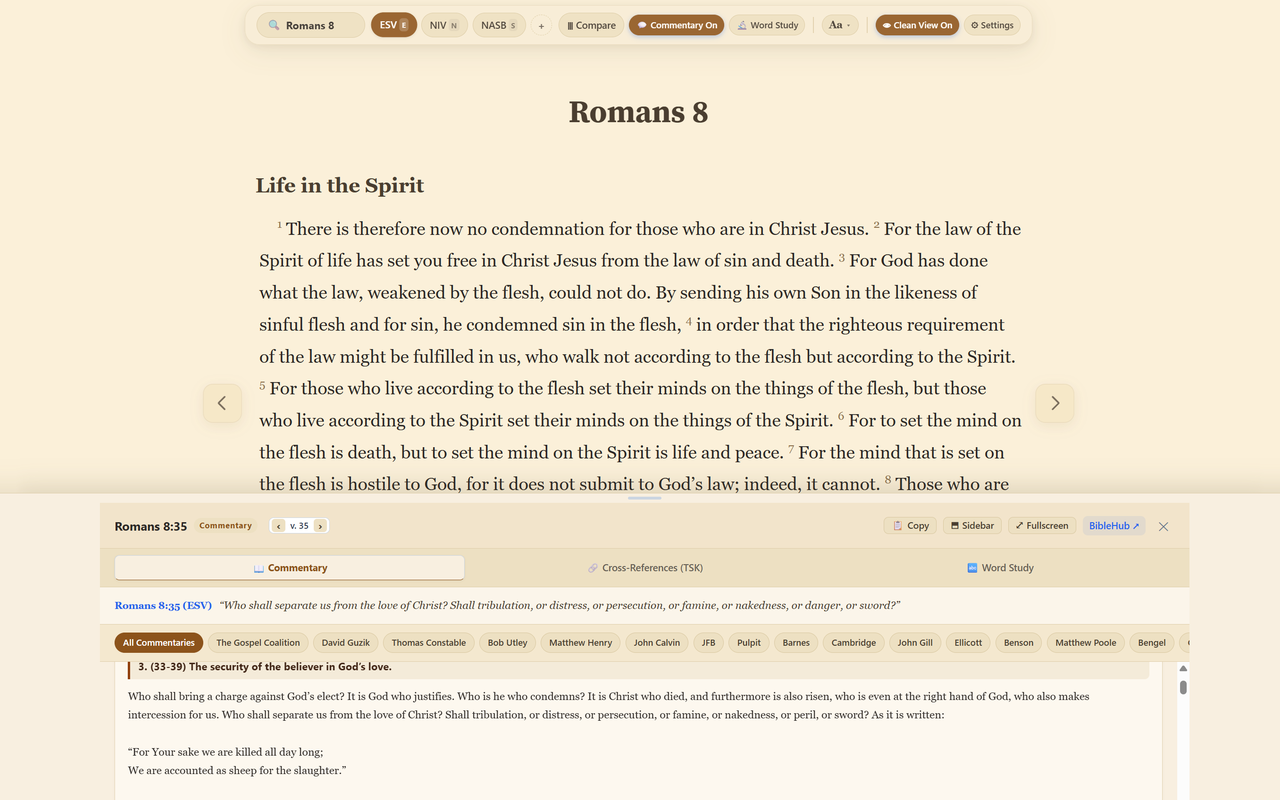 Romans 8
ESV E
NIV N
NASB S
+
Compare
Commentary On
Word Study
Aa
Clean View On
Settings
Romans 8
Life in the Spirit
1 There is therefore now no condemnation for those who are in Christ Jesus. 2 For the law of the
Spirit of life has set you free in Christ Jesus from the law of sin and death. 3 For God has done
what the law, weakened by the flesh, could not do. By sending his own Son in the likeness of
sinful flesh and for sin, he condemned sin in the flesh, 4 in order that the righteous requirement
of the law might be fulfilled in us, who walk not according to the flesh but according to the Spirit.
5 For those who live according to the flesh set their minds on the things of the flesh, but those
who live according to the Spirit set their minds on the things of the Spirit. 6 For to set the mind on
the flesh is death, but to set the mind on the Spirit is life and peace. 7 For the mind that is set on
the flesh is hostile to God, for it does not submit to God’s law; indeed, it cannot. 8 Those who are
Romans 8:35
Commentary
‹ v. 35 ›
Copy
Sidebar
Fullscreen
BibleHub ↗
Commentary
Cross-References (TSK)
Word Study
Romans 8:35 (ESV) “Who shall separate us from the love of Christ? Shall tribulation, or distress, or persecution, or famine, or nakedness, or danger, or sword?”
All Commentaries
The Gospel Coalition
David Guzik
Thomas Constable
Bob Utley
Matthew Henry
John Calvin
JFB
Pulpit
Barnes
Cambridge
John Gill
Ellicott
Benson
Matthew Poole
Bengel
3. (33-39) The security of the believer in God’s love.
Who shall bring a charge against God’s elect? It is God who justifies. Who is he who condemns? It is Christ who died, and furthermore is also risen, who is even at the right hand of God, who also makes
intercession for us. Who shall separate us from the love of Christ? Shall tribulation, or distress, or persecution, or famine, or nakedness, or peril, or sword? As it is written:
“For Your sake we are killed all day long;
We are accounted as sheep for the slaughter.”